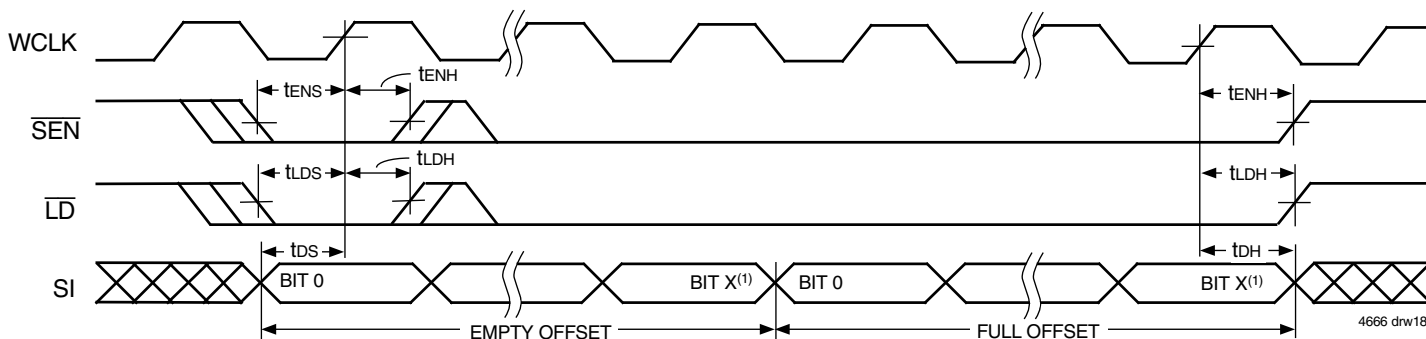 WCLK
tENS
tENH
tENH
SEN
tLDS
tLDH
tLDH
LD
tDS
tDH
SI
BIT 0
BIT X(1)
BIT 0
BIT X(1)
EMPTY OFFSET
FULL OFFSET
4666 drw18